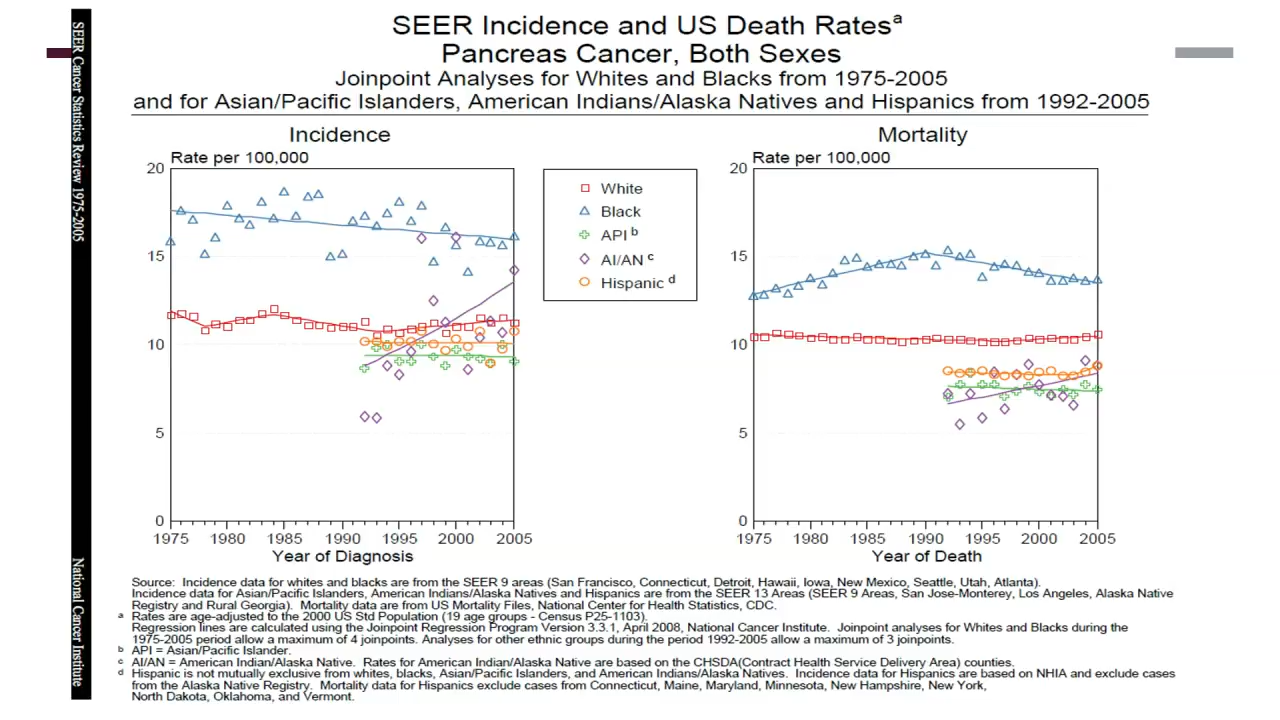 SEER Cancer Statistics Review 1975-2005
National Cancer Institute
SEER Incidence and US Death Ratesa
Pancreas Cancer, Both Sexes
Joinpoint Analyses for Whites and Blacks from 1975-2005
and for Asian/Pacific Islanders, American Indians/Alaska Natives and Hispanics from 1992-2005
Incidence
Rate per 100,000
20
15
10
5
0
1975 1980 1985 1990 1995 2000 2005
Year of Diagnosis
White
Black
API b
AI/AN c
Hispanic d
Mortality
Rate per 100,000
20
15
10
5
0
1975 1980 1985 1990 1995 2000 2005
Year of Death
Source: Incidence data for whites and blacks are from the SEER 9 areas (San Francisco, Connecticut, Detroit, Hawaii, Iowa, New Mexico, Seattle, Utah, Atlanta).
Incidence data for Asian/Pacific Islanders, American Indians/Alaska Natives and Hispanics are from the SEER 13 Areas (SEER 9 Areas, San Jose-Monterey, Los Angeles, Alaska Native
Registry and Rural Georgia). Mortality data are from US Mortality Files, National Center for Health Statistics, CDC.
a Rates are age-adjusted to the 2000 US Std Population (19 age groups - Census P25-1103).
Regression lines are calculated using the Joinpoint Regression Program Version 3.3.1, April 2008, National Cancer Institute. Joinpoint analyses for Whites and Blacks during the
1975-2005 period allow a maximum of 4 joinpoints. Analyses for other ethnic groups during the period 1992-2005 allow a maximum of 3 joinpoints.
b API = Asian/Pacific Islander.
c AI/AN = American Indian/Alaska Native. Rates for American Indian/Alaska Native are based on the CHSDA(Contract Health Service Delivery Area) counties.
d Hispanic is not mutually exclusive from whites, blacks, Asian/Pacific Islanders, and American Indians/Alaska Natives. Incidence data for Hispanics are based on NHIA and exclude cases
from the Alaska Native Registry. Mortality data for Hispanics exclude cases from Connecticut, Maine, Maryland, Minnesota, New Hampshire, New York,
North Dakota, Oklahoma, and Vermont.